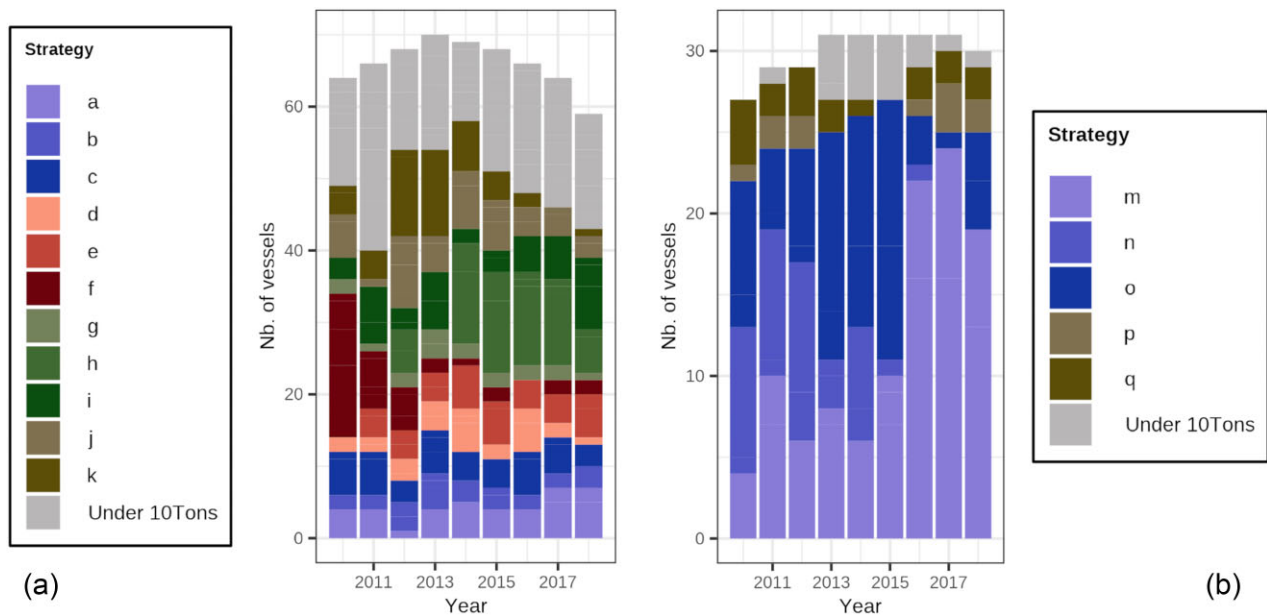 Strategy
a
b
c
d
e
f
g
h
i
j
k
Under 10Tons
(a)
Nb. of vessels
60
40
20
0
2011 2013 2015 2017
Year
Nb. of vessels
30
20
10
0
2011 2013 2015 2017
Year
Strategy
m
n
o
p
q
Under 10Tons
(b)